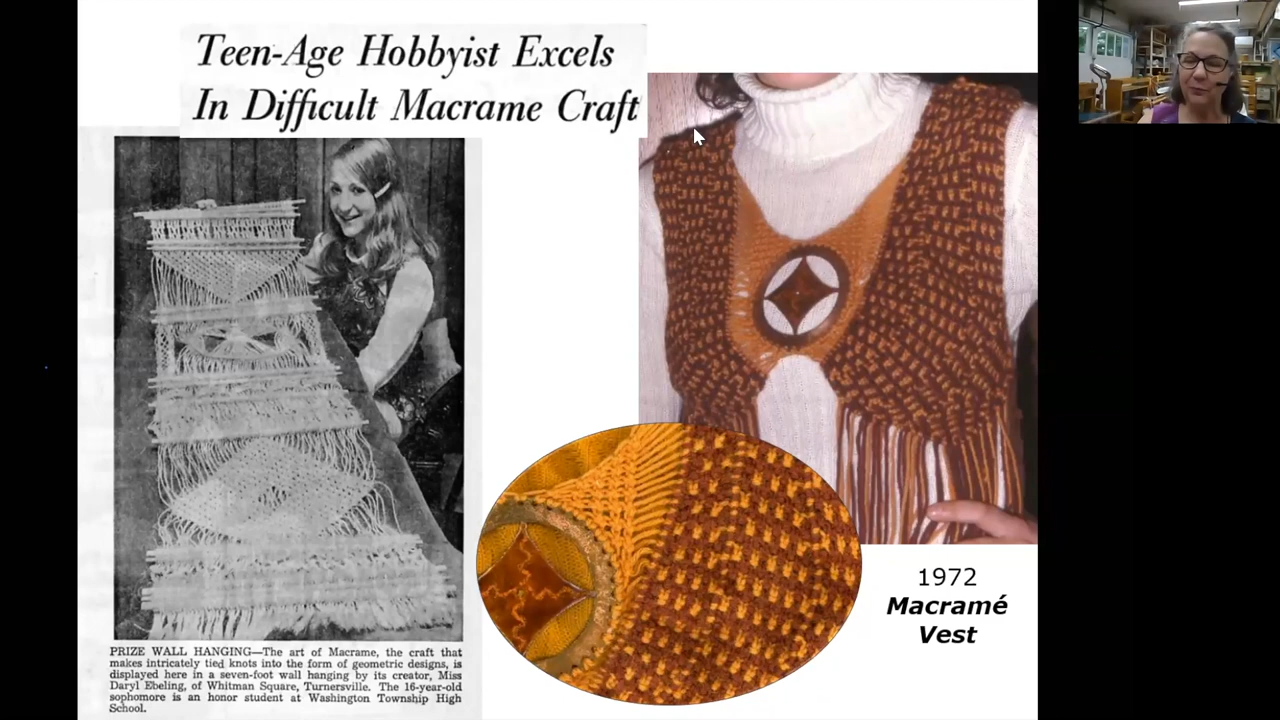 Teen-Age Hobbyist Excels
In Difficult Macrame Craft
PRIZE WALL HANGING—The art of Macrame, the craft that
makes intricately tied knots into the form of geometric designs, is
displayed here in a seven-foot wall hanging by its creator, Miss
Daryl Ebeling, of Whitman Square, Turnersville. The 16-year-old
sophomore is an honor student at Washington Township High
School.
1972
Macramé
Vest